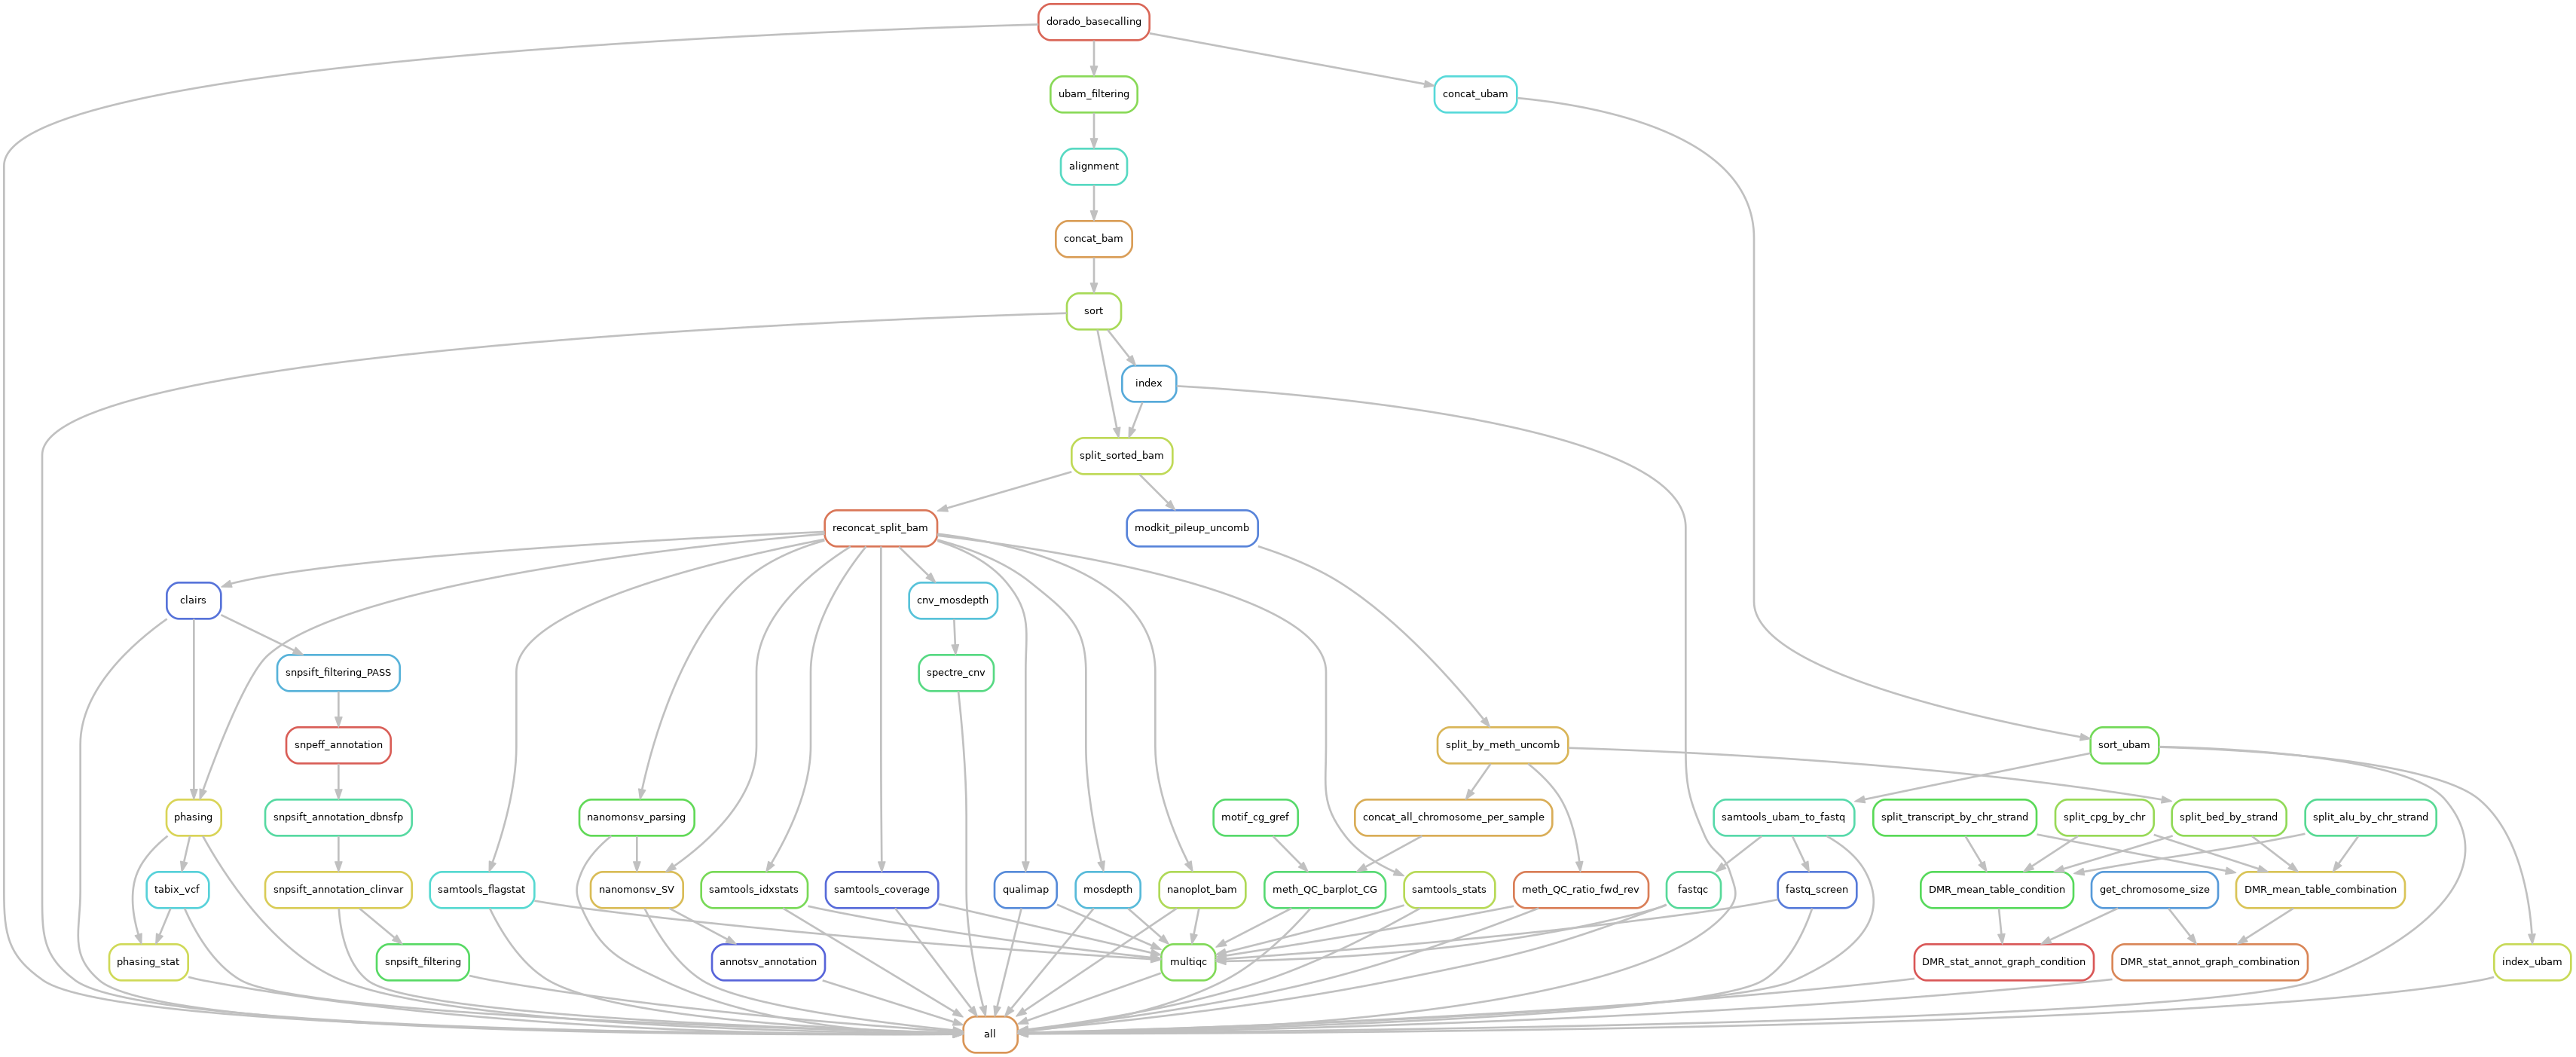 dorado_basecalling
ubam_filtering
concat_ubam
alignment
concat_bam
sort
index
split_sorted_bam
reconcat_split_bam
modkit_pileup_uncomb
clairs
cnv_mosdepth
snpsift_filtering_PASS
spectre_cnv
snpeff_annotation
split_by_meth_uncomb
sort_ubam
phasing
snpsift_annotation_dbnsfp
nanomonsv_parsing
motif_cg_gref
concat_all_chromosome_per_sample
samtools_ubam_to_fastq
split_transcript_by_chr_strand
split_cpg_by_chr
split_bed_by_strand
split_alu_by_chr_strand
tabix_vcf
snpsift_annotation_clinvar
samtools_flagstat
nanomonsv_SV
samtools_idxstats
samtools_coverage
qualimap
mosdepth
nanoplot_bam
meth_QC_barplot_CG
samtools_stats
meth_QC_ratio_fwd_rev
fastqc
fastq_screen
DMR_mean_table_condition
get_chromosome_size
DMR_mean_table_combination
phasing_stat
snpsift_filtering
annotsv_annotation
multiqc
DMR_stat_annot_graph_condition
DMR_stat_annot_graph_combination
index_ubam
all